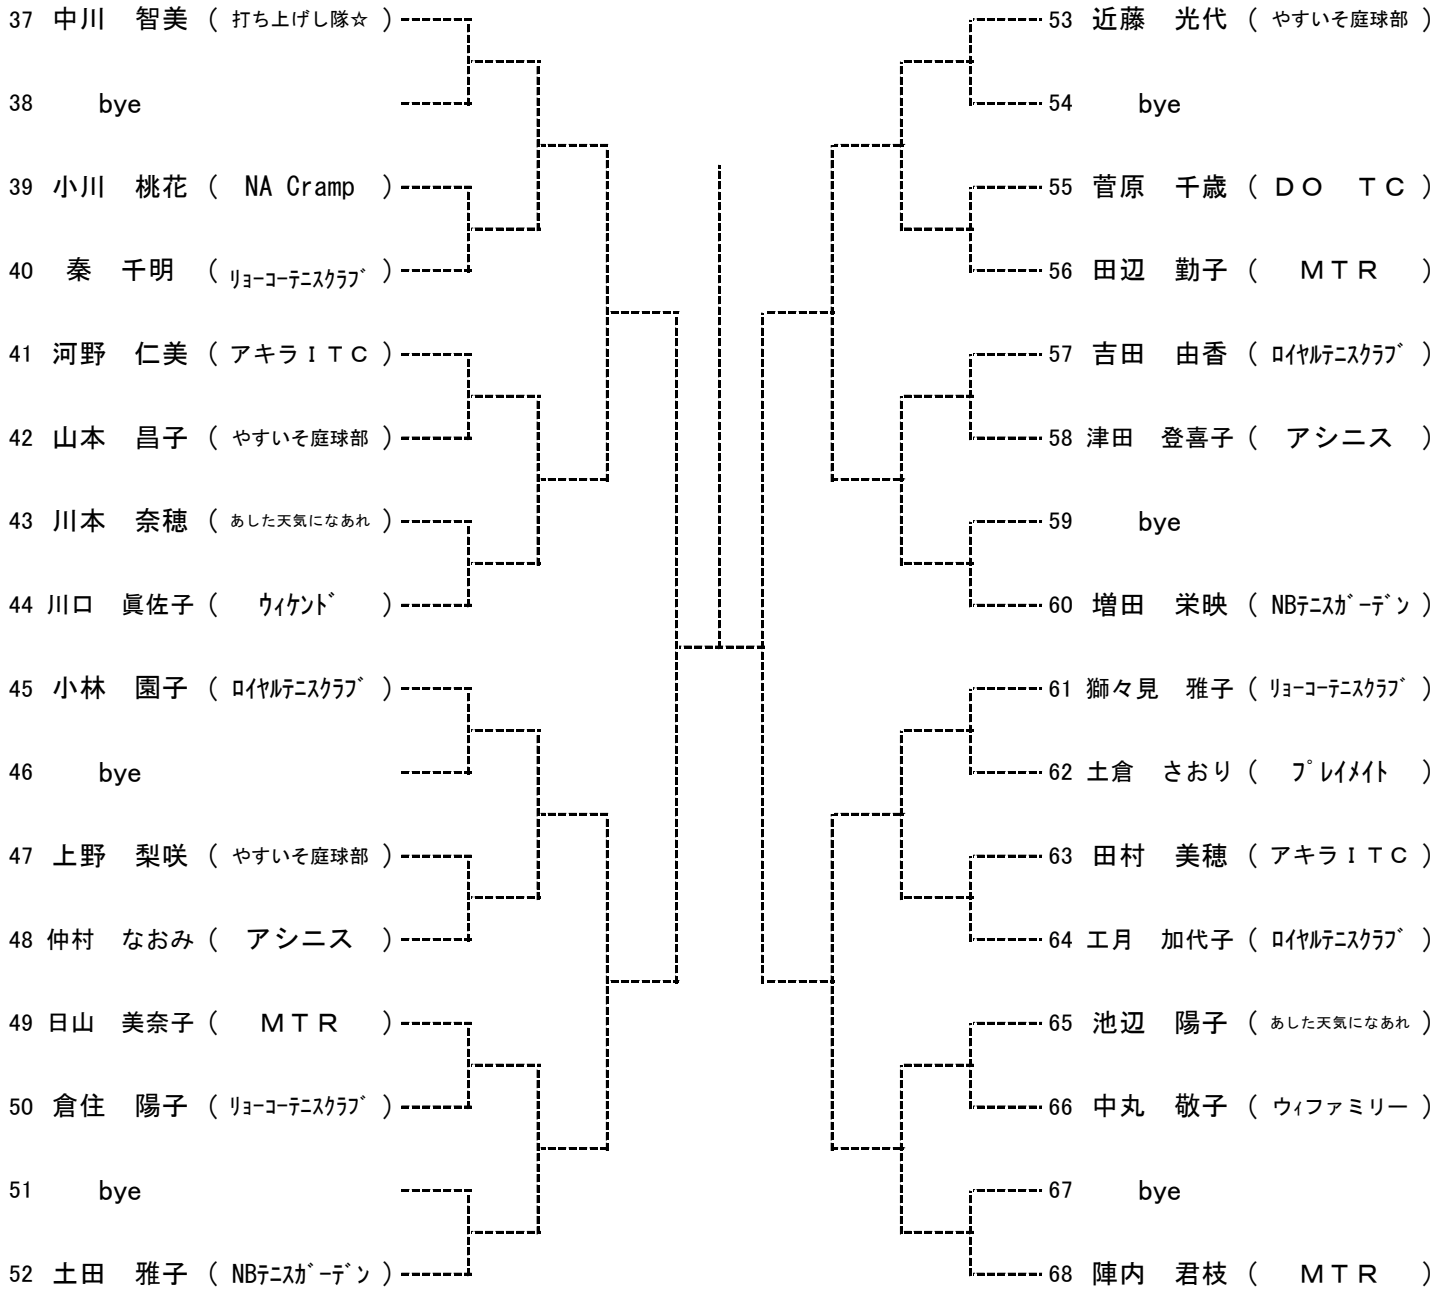 37 中川　智美 ( 打ち上げし隊☆ )
38 bye
39 小川　桃花 ( NA Cramp )
40 秦　千明 ( ﾘｮｰｺｰﾃﾆｽｸﾗﾌﾞ )
41 河野　仁美 ( アキラＩＴＣ )
42 山本　昌子 ( やすいそ庭球部 )
43 川本　奈穂 ( あした天気になあれ )
44 川口　眞佐子 ( ｳｨｹﾝﾄﾞ )
45 小林　園子 ( ﾛｲﾔﾙﾃﾆｽｸﾗﾌﾞ )
46 bye
47 上野　梨咲 ( やすいそ庭球部 )
48 仲村　なおみ ( アシニス )
49 日山　美奈子 ( ＭＴＲ )
50 倉住　陽子 ( ﾘｮｰｺｰﾃﾆｽｸﾗﾌﾞ )
51 bye
52 土田　雅子 ( NBﾃﾆｽｶﾞｰﾃﾞﾝ )
53 近藤　光代 ( やすいそ庭球部 )
54 bye
55 菅原　千歳 ( ＤＯ　ＴＣ )
56 田辺　勤子 ( ＭＴＲ )
57 吉田　由香 ( ﾛｲﾔﾙﾃﾆｽｸﾗﾌﾞ )
58 津田　登喜子 ( アシニス )
59 bye
60 増田　栄映 ( NBﾃﾆｽｶﾞｰﾃﾞﾝ )
61 獅々見　雅子 ( ﾘｮｰｺｰﾃﾆｽｸﾗﾌﾞ )
62 土倉　さおり ( ﾌﾟﾚｲﾒｲﾄ )
63 田村　美穂 ( アキラＩＴＣ )
64 工月　加代子 ( ﾛｲﾔﾙﾃﾆｽｸﾗﾌﾞ )
65 池辺　陽子 ( あした天気になあれ )
66 中丸　敬子 ( ウィファミリー )
67 bye
68 陣内　君枝 ( ＭＴＲ )